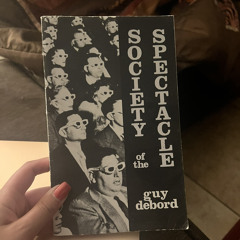 SOCIETY
of the
SPECTACLE
guy
debord